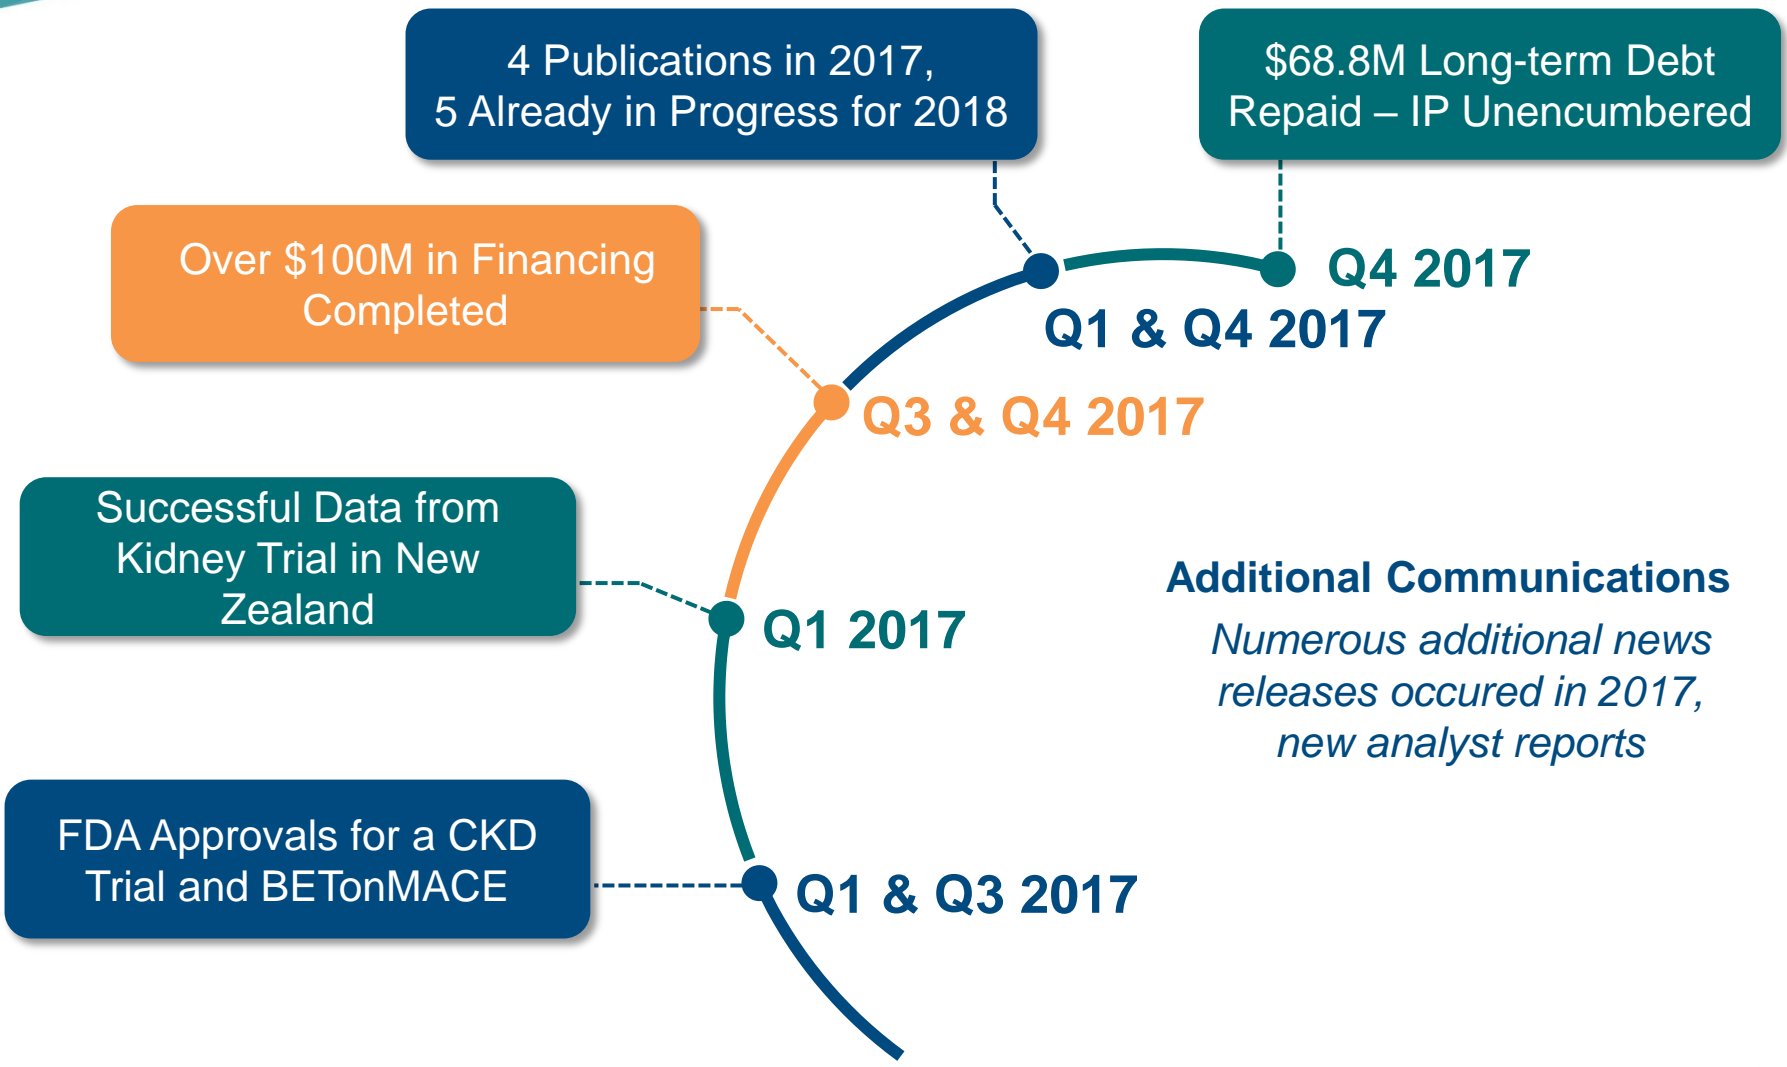 4 Publications in 2017,
5 Already in Progress for 2018
$68.8M Long-term Debt
Repaid – IP Unencumbered
Over $100M in Financing
Completed
Q4 2017
Q1 & Q4 2017
Q3 & Q4 2017
Successful Data from
Kidney Trial in New
Zealand
Q1 2017
Additional Communications
Numerous additional news
releases occured in 2017,
new analyst reports
FDA Approvals for a CKD
Trial and BETonMACE
Q1 & Q3 2017